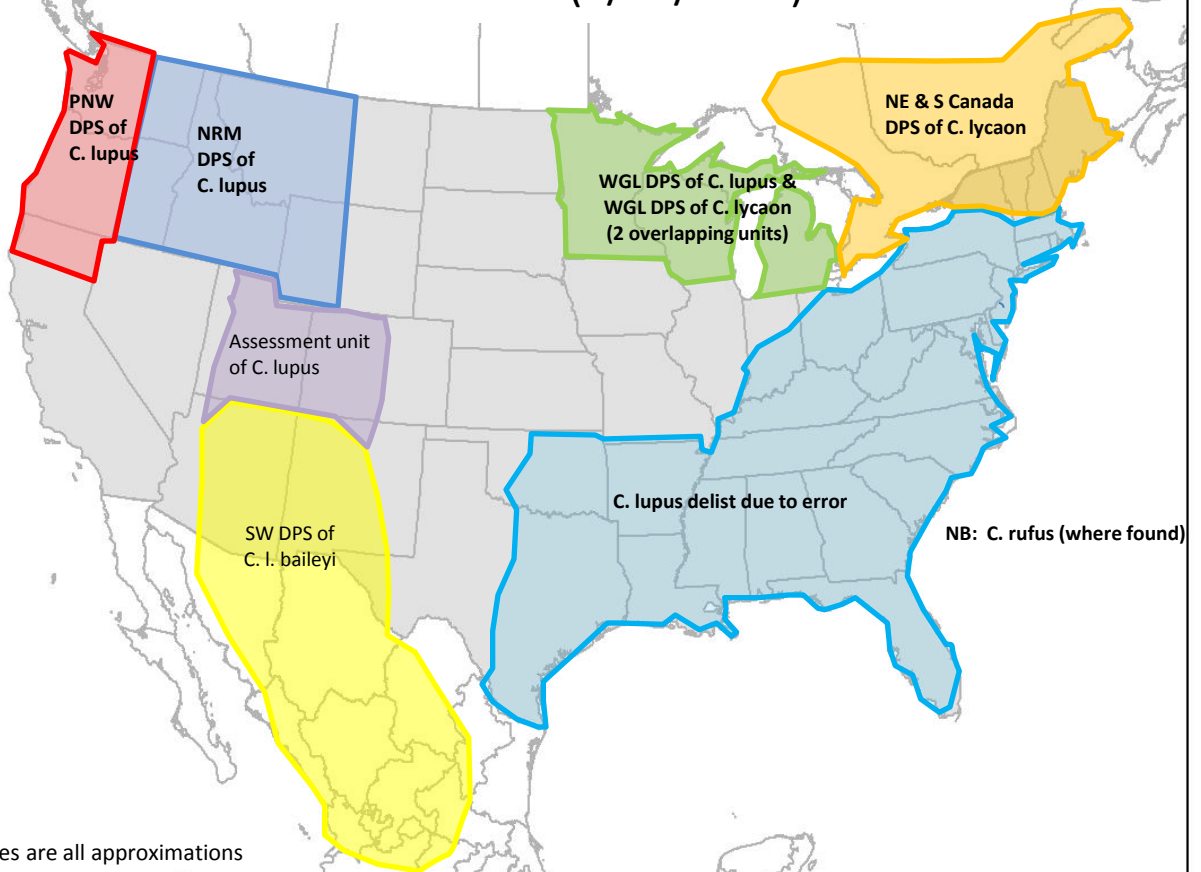 PNW
DPS of
C. lupus
NRM
DPS of
C. lupus
WGL DPS of C. lupus &
WGL DPS of C. lycaon
(2 overlapping units)
NE & S Canada
DPS of C. lycaon
Assessment unit
of C. lupus
C. lupus delist due to error
NB: C. rufus (where found)
SW DPS of
C. l. baileyi
are all approximations